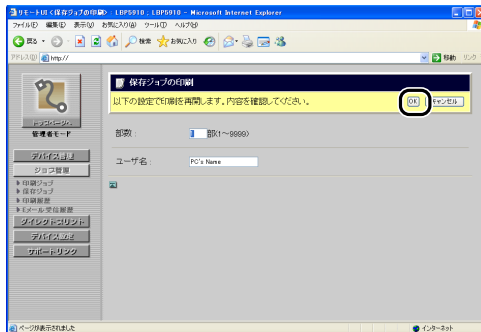 リモートUI <保存ジョブの印刷> : LBP5910 ; LBP5910 - Microsoft Internet Explorer
ファイル(F) 編集(E) 表示(V) お気に入り(A) ツール(T) ヘルプ(H)
戻る 検索 お気に入り
アドレス(D) http:// 移動 リンク
保存ジョブの印刷
以下の設定で印刷を再開します。内容を確認してください。 OK キャンセル
トップページへ
管理者モード
部数: 1 部(1～9999)
デバイス管理
ユーザ名: PC's Name
ジョブ管理
印刷ジョブ
保存ジョブ
印刷履歴
Eメール受信履歴
ダイレクトプリント
デバイス設定
サポートリンク
ページが表示されました インターネット